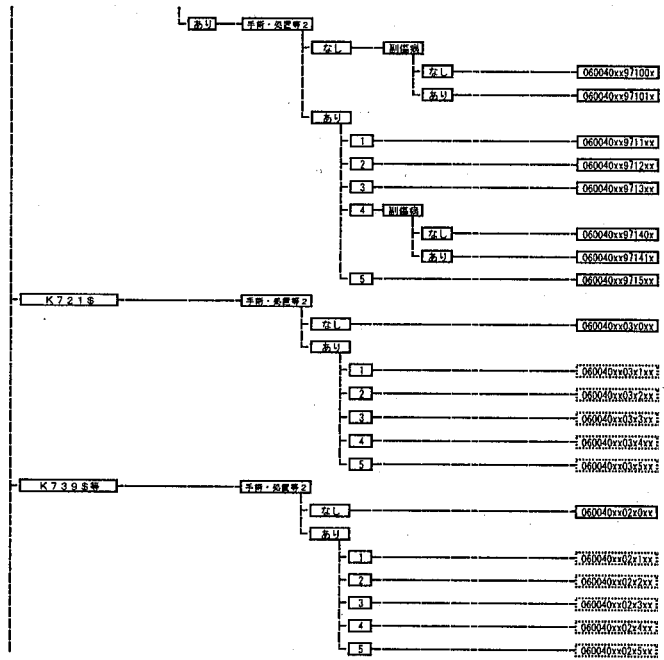 あり 手術・処置等2
なし 副傷病
なし 060040xx97100x
あり 060040xx97101x
あり
1 060040xx9711xx
2 060040xx9712xx
3 060040xx9713xx
4 副傷病
なし 060040xx97140x
あり 060040xx97141x
5 060040xx9715xx
K721$ 手術・処置等2
なし 060040xx03x0xx
あり
1 060040xx03x1xx
2 060040xx03x2xx
3 060040xx03x3xx
4 060040xx03x4xx
5 060040xx03x5xx
K739$等 手術・処置等2
なし 060040xx02x0xx
あり
1 060040xx02x1xx
2 060040xx02x2xx
3 060040xx02x3xx
4 060040xx02x4xx
5 060040xx02x5xx